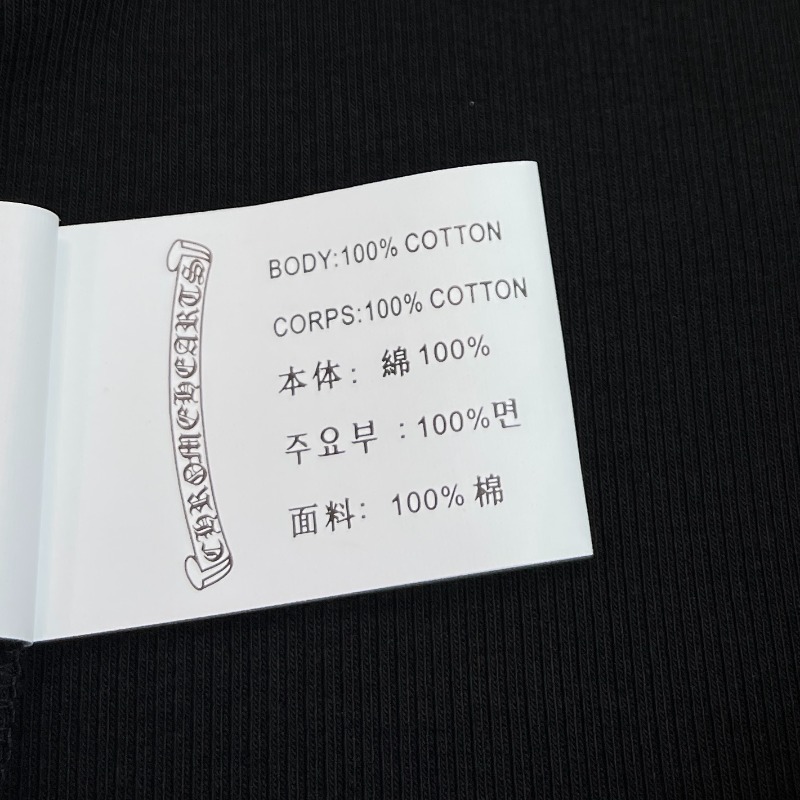 CHROME HEARTS
BODY:100% COTTON
CORPS:100% COTTON
本体: 綿 100%
주요부 : 100%면
面料: 100% 棉